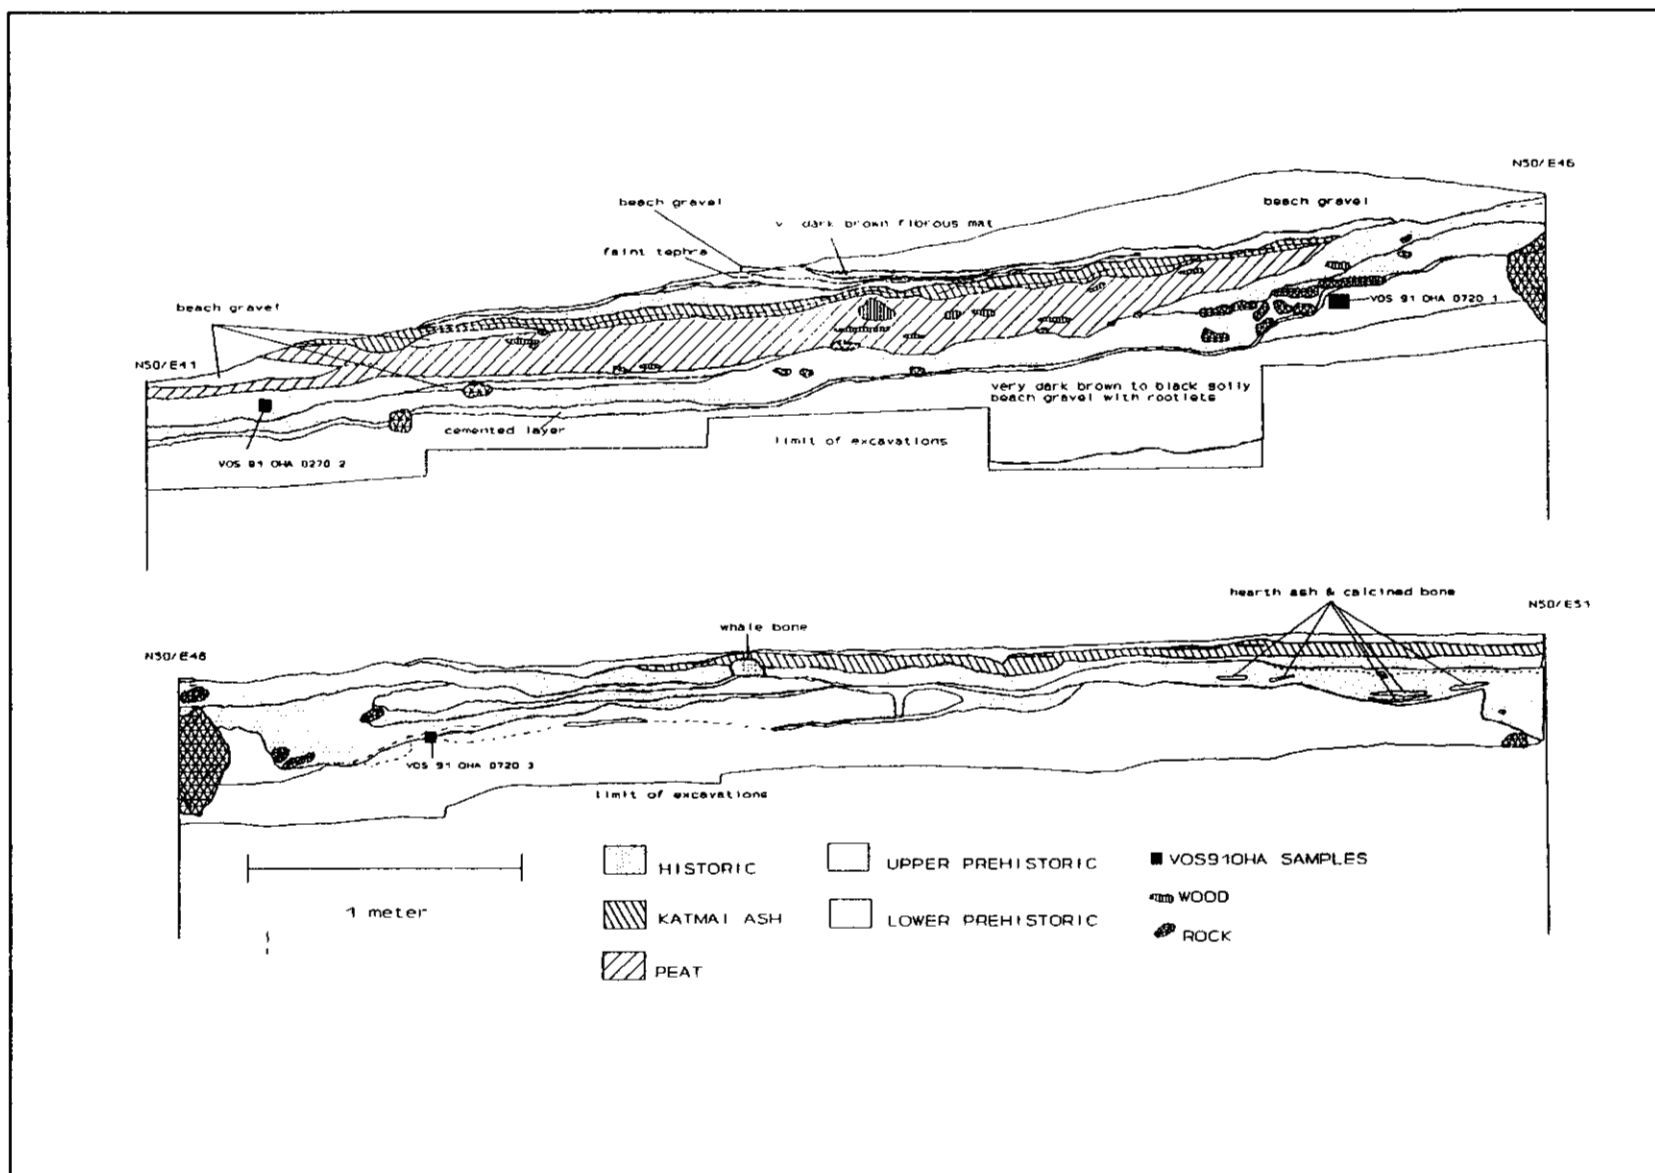 N50/E46
beach gravel
beach gravel
v. dark brown fibrous mat
faint tephra
beach gravel
VOS 91 OHA 0720 1
N50/E41
very dark brown to black soily
beach gravel with rootlets
cemented layer
limit of excavations
VOS 91 OHA 0270 2
hearth ash & calcined bone
N50/E51
whale bone
N50/E46
VOS 91 OHA 0720 3
limit of excavations
1 meter
HISTORIC
KATMAI ASH
PEAT
UPPER PREHISTORIC
LOWER PREHISTORIC
VOS91OHA SAMPLES
WOOD
ROCK